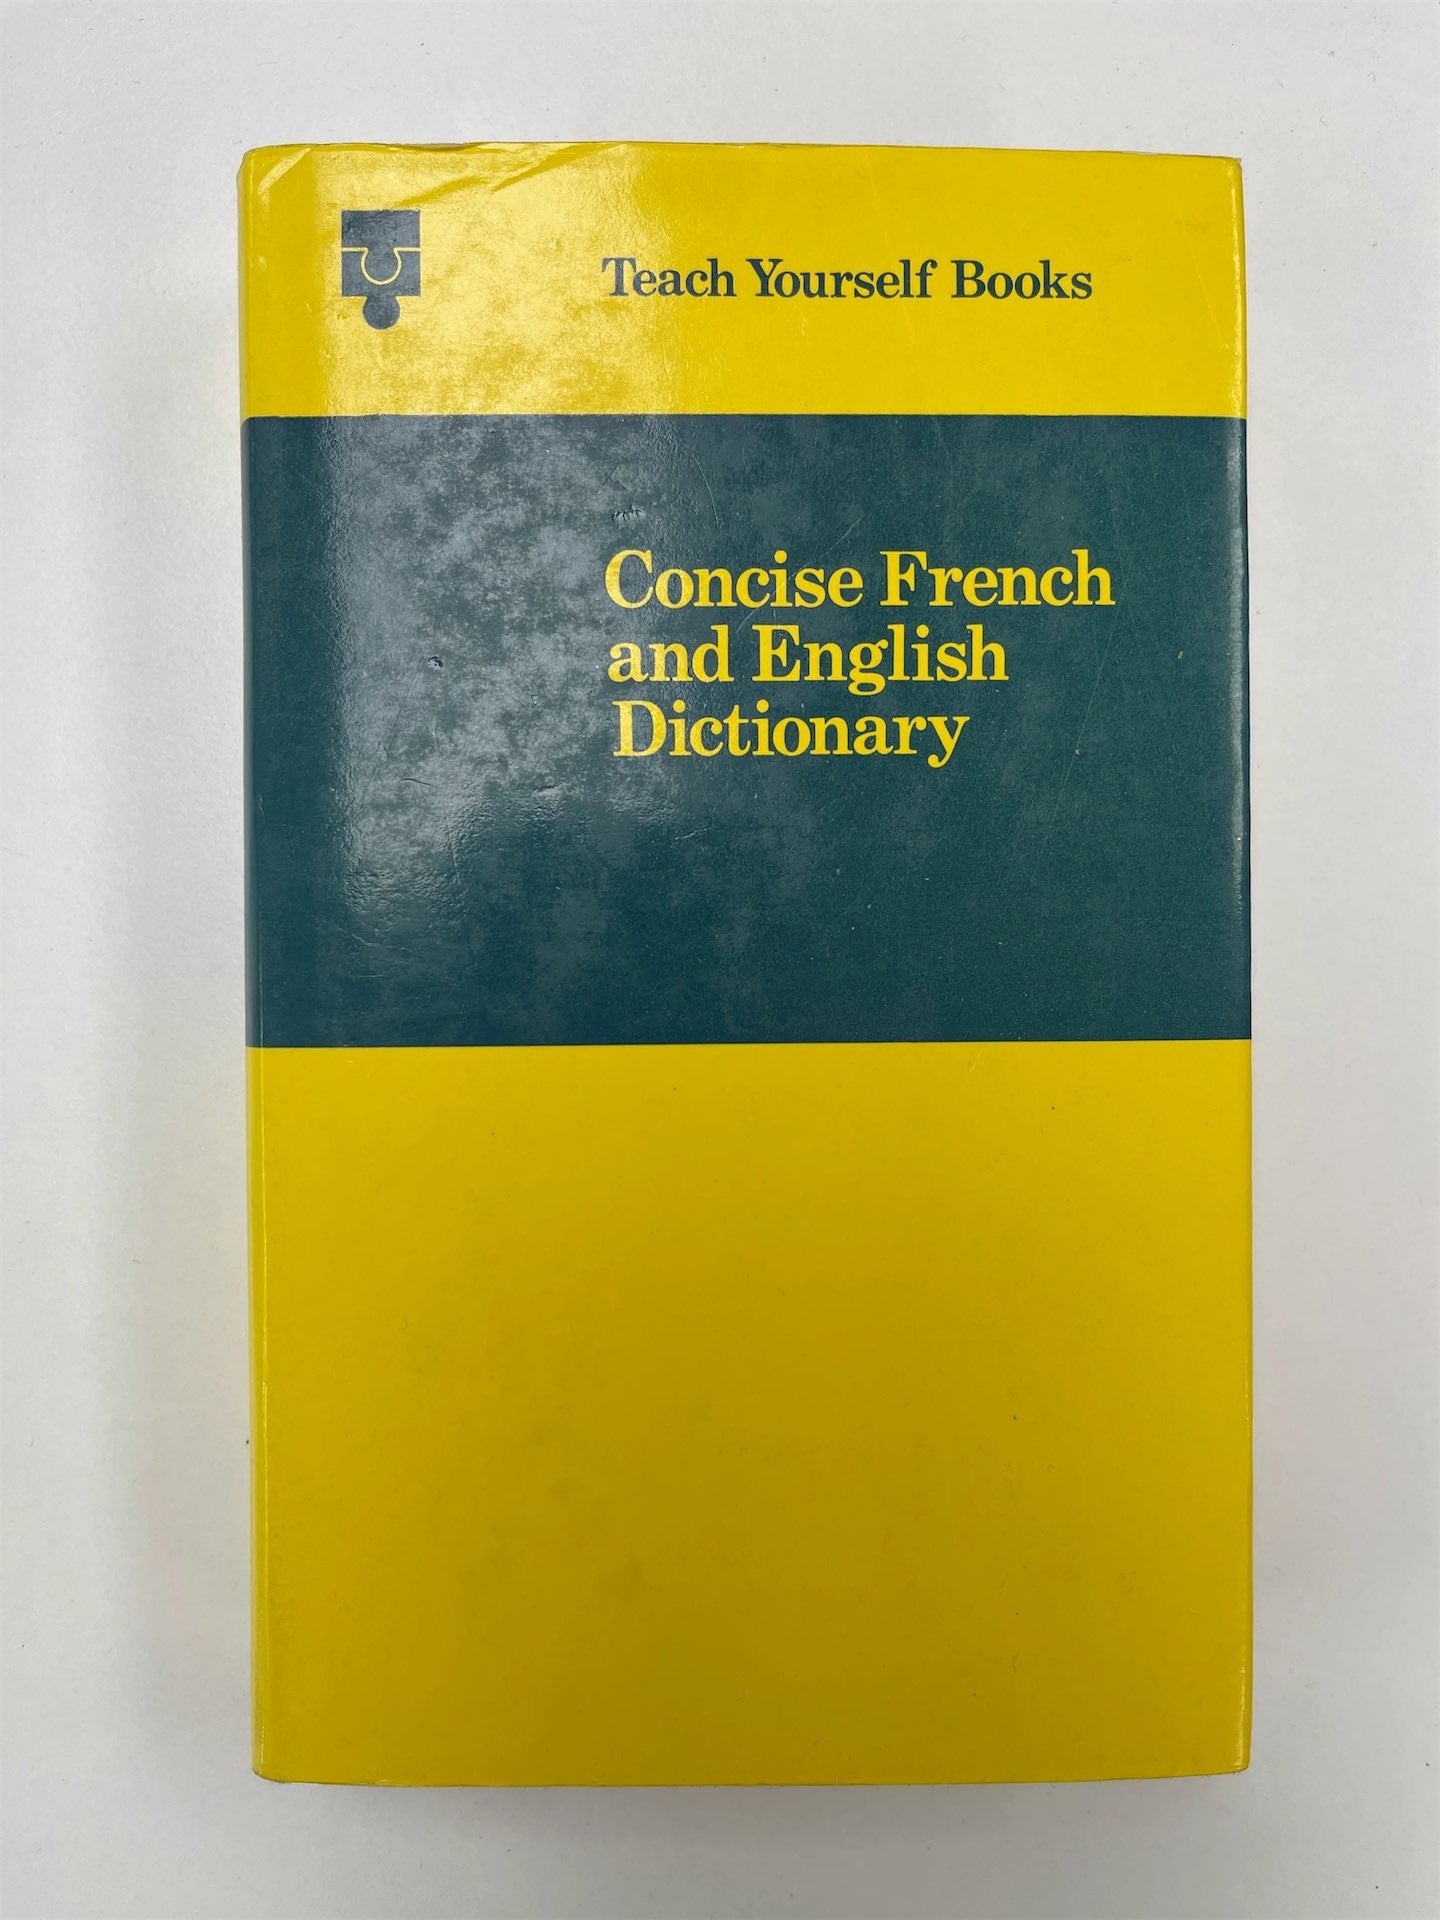 Teach Yourself Books
Concise French
and English
Dictionary